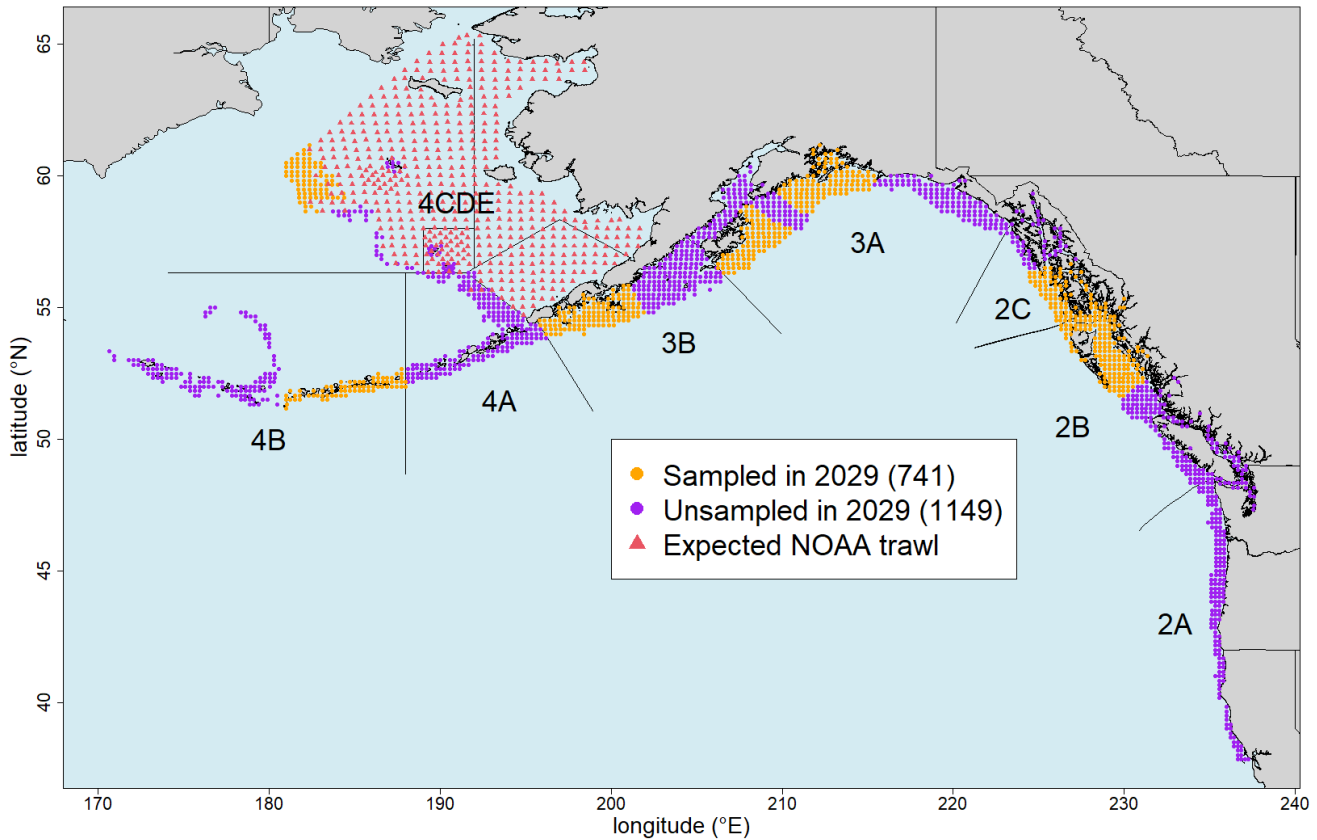 65
60
55
50
45
40
latitude (°N)
4CDE
3A
2C
3B
4A
2B
4B
Sampled in 2029 (741)
Unsampled in 2029 (1149)
Expected NOAA trawl
2A
170
180
190
200
210
220
230
240
longitude (°E)